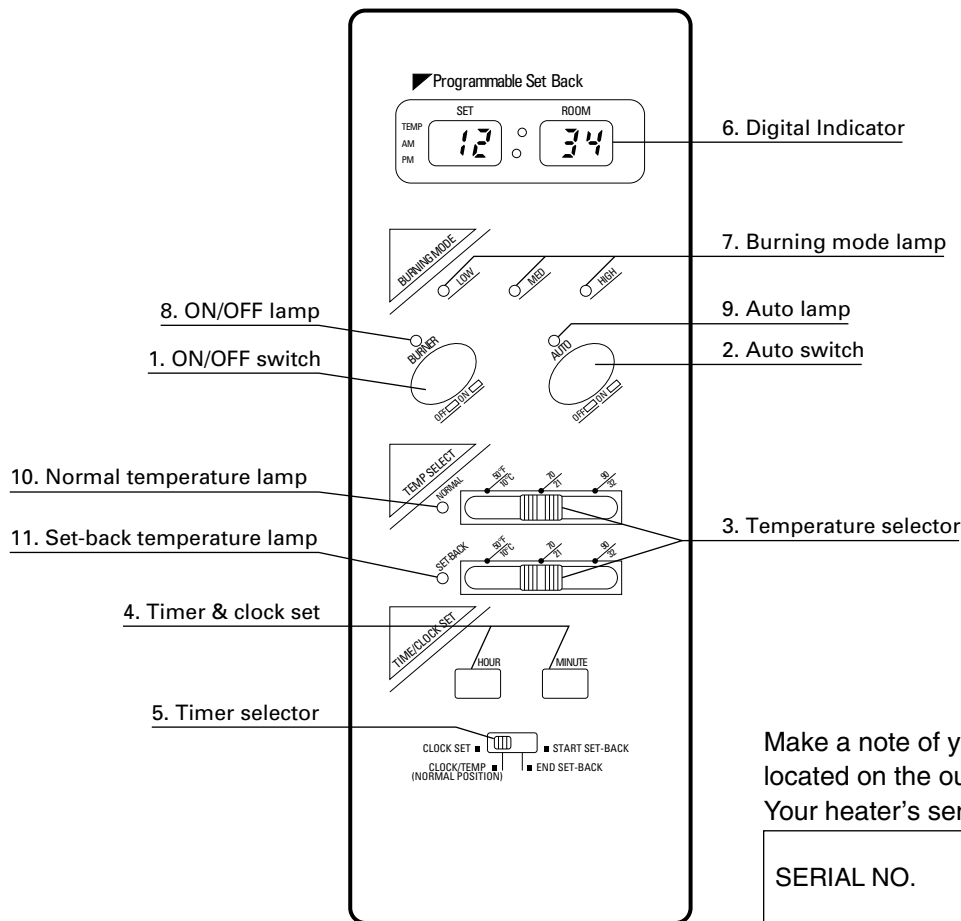 Programmable Set Back
SET
ROOM
TEMP
AM
PM
12 : 34
6. Digital Indicator
BURNING MODE
LOW
MED
HIGH
7. Burning mode lamp
8. ON/OFF lamp
BURNER
1. ON/OFF switch
OFF ON
9. Auto lamp
AUTO
2. Auto switch
OFF ON
TEMP SELECT
10. Normal temperature lamp
NORMAL
50°F 70 90
10°C 21 32
11. Set-back temperature lamp
SET-BACK
50°F 70 90
10°C 21 32
3. Temperature selector
4. Timer & clock set
TIME/CLOCK SET
HOUR
MINUTE
5. Timer selector
CLOCK SET
START SET-BACK
CLOCK/TEMP
(NORMAL POSITION)
END SET-BACK
Make a note of y
located on the ou
Your heater's ser
SERIAL NO.